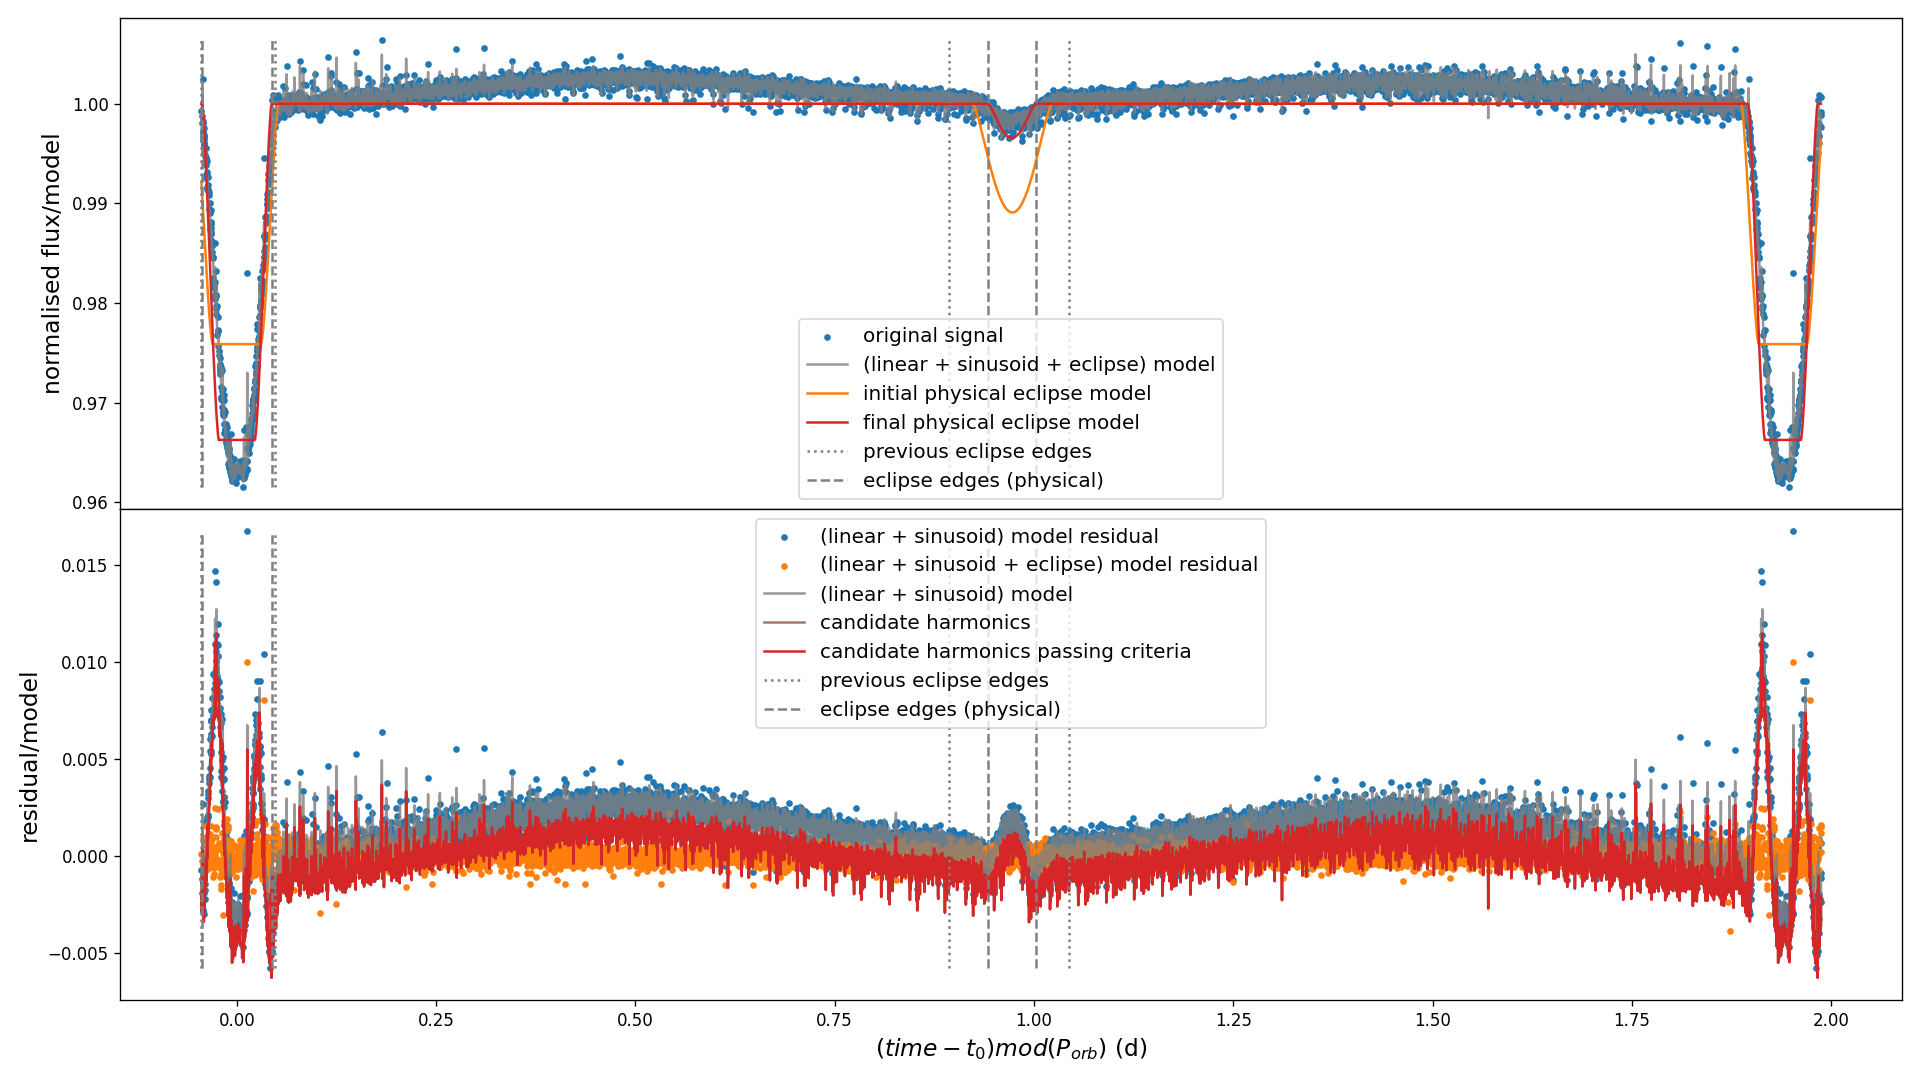 normalised flux/model
1.00
0.99
0.98
0.97
0.96
original signal
(linear + sinusoid + eclipse) model
initial physical eclipse model
final physical eclipse model
previous eclipse edges
eclipse edges (physical)
residual/model
0.015
0.010
0.005
0.000
−0.005
(linear + sinusoid) model residual
(linear + sinusoid + eclipse) model residual
(linear + sinusoid) model
candidate harmonics
candidate harmonics passing criteria
previous eclipse edges
eclipse edges (physical)
0.00 0.25 0.50 0.75 1.00 1.25 1.50 1.75 2.00
(time − t₀)mod(P_orb) (d)